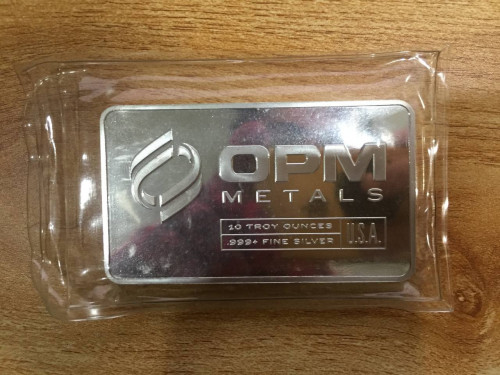 OPM
METALS
10 TROY OUNCES
.999+ FINE SILVER
U.S.A.